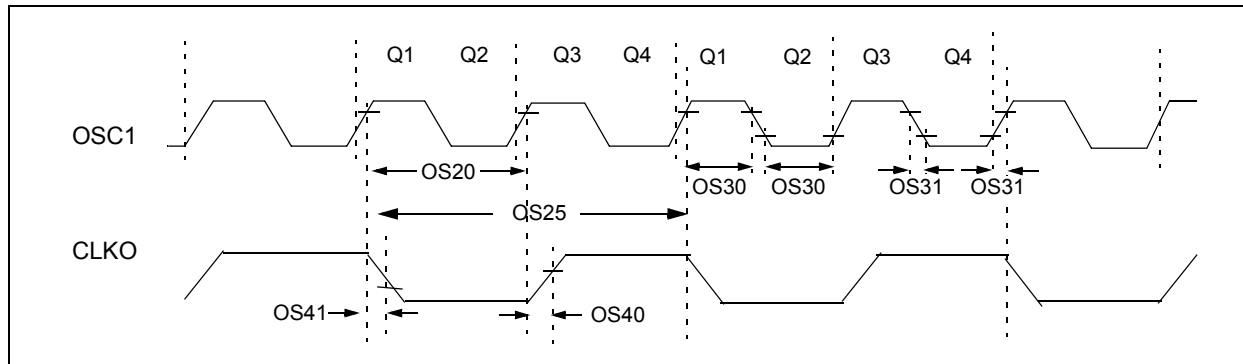 Q1 Q2 Q3 Q4 Q1 Q2 Q3 Q4
OSC1
OS20
OS30 OS30
OS31 OS31
OS25
CLKO
OS41
OS40